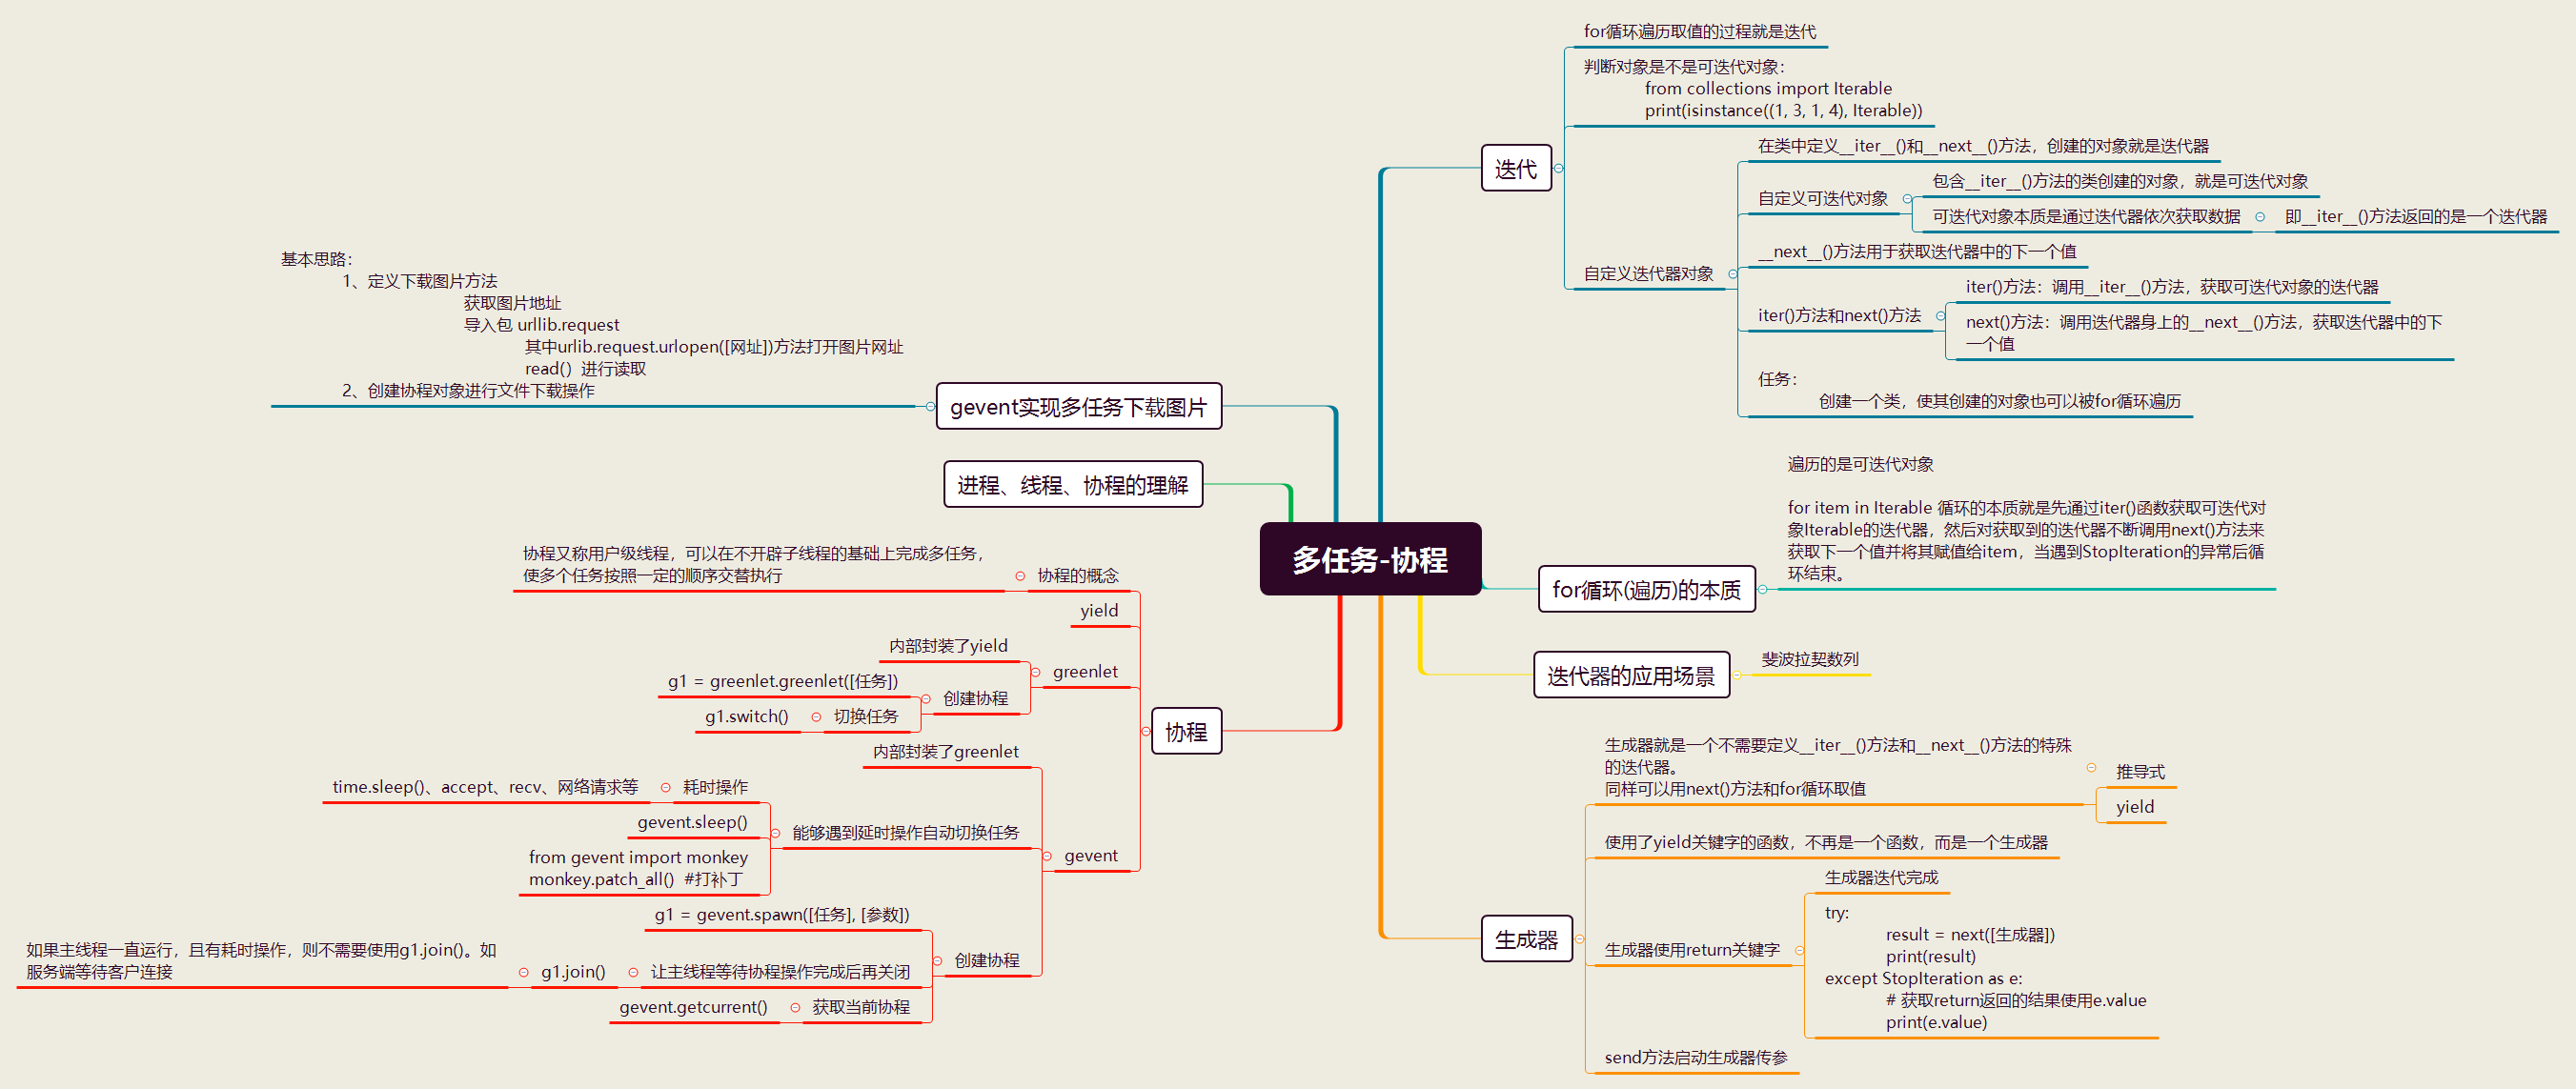 多任务-协程
迭代
for循环遍历取值的过程就是迭代
判断对象是不是可迭代对象：
from collections import Iterable
print(isinstance((1, 3, 1, 4), Iterable))
自定义迭代器对象
在类中定义__iter__()和__next__()方法，创建的对象就是迭代器
自定义可迭代对象
包含__iter__()方法的类创建的对象，就是可迭代对象
可迭代对象本质是通过迭代器依次获取数据
即__iter__()方法返回的是一个迭代器
__next__()方法用于获取迭代器中的下一个值
iter()方法和next()方法
iter()方法：调用__iter__()方法，获取可迭代对象的迭代器
next()方法：调用迭代器身上的__next__()方法，获取迭代器中的下
一个值
任务：
创建一个类，使其创建的对象也可以被for循环遍历
for循环(遍历)的本质
遍历的是可迭代对象
for item in Iterable 循环的本质就是先通过iter()函数获取可迭代对
象Iterable的迭代器，然后对获取到的迭代器不断调用next()方法来
获取下一个值并将其赋值给item，当遇到StopIteration的异常后循
环结束。
迭代器的应用场景
斐波拉契数列
生成器
生成器就是一个不需要定义__iter__()方法和__next__()方法的特殊
的迭代器。
同样可以用next()方法和for循环取值
推导式
yield
使用了yield关键字的函数，不再是一个函数，而是一个生成器
生成器使用return关键字
生成器迭代完成
try:
result = next([生成器])
print(result)
except StopIteration as e:
# 获取return返回的结果使用e.value
print(e.value)
send方法启动生成器传参
gevent实现多任务下载图片
基本思路：
1、定义下载图片方法
获取图片地址
导入包 urllib.request
其中urlib.request.urlopen([网址])方法打开图片网址
read()  进行读取
2、创建协程对象进行文件下载操作
进程、线程、协程的理解
协程
协程的概念
协程又称用户级线程，可以在不开辟子线程的基础上完成多任务，
使多个任务按照一定的顺序交替执行
yield
greenlet
内部封装了yield
创建协程
g1 = greenlet.greenlet([任务])
切换任务
g1.switch()
gevent
内部封装了greenlet
能够遇到延时操作自动切换任务
耗时操作
time.sleep()、accept、recv、网络请求等
gevent.sleep()
from gevent import monkey
monkey.patch_all()  #打补丁
创建协程
g1 = gevent.spawn([任务], [参数])
让主线程等待协程操作完成后再关闭
g1.join()
如果主线程一直运行，且有耗时操作，则不需要使用g1.join()。如
服务端等待客户连接
获取当前协程
gevent.getcurrent()